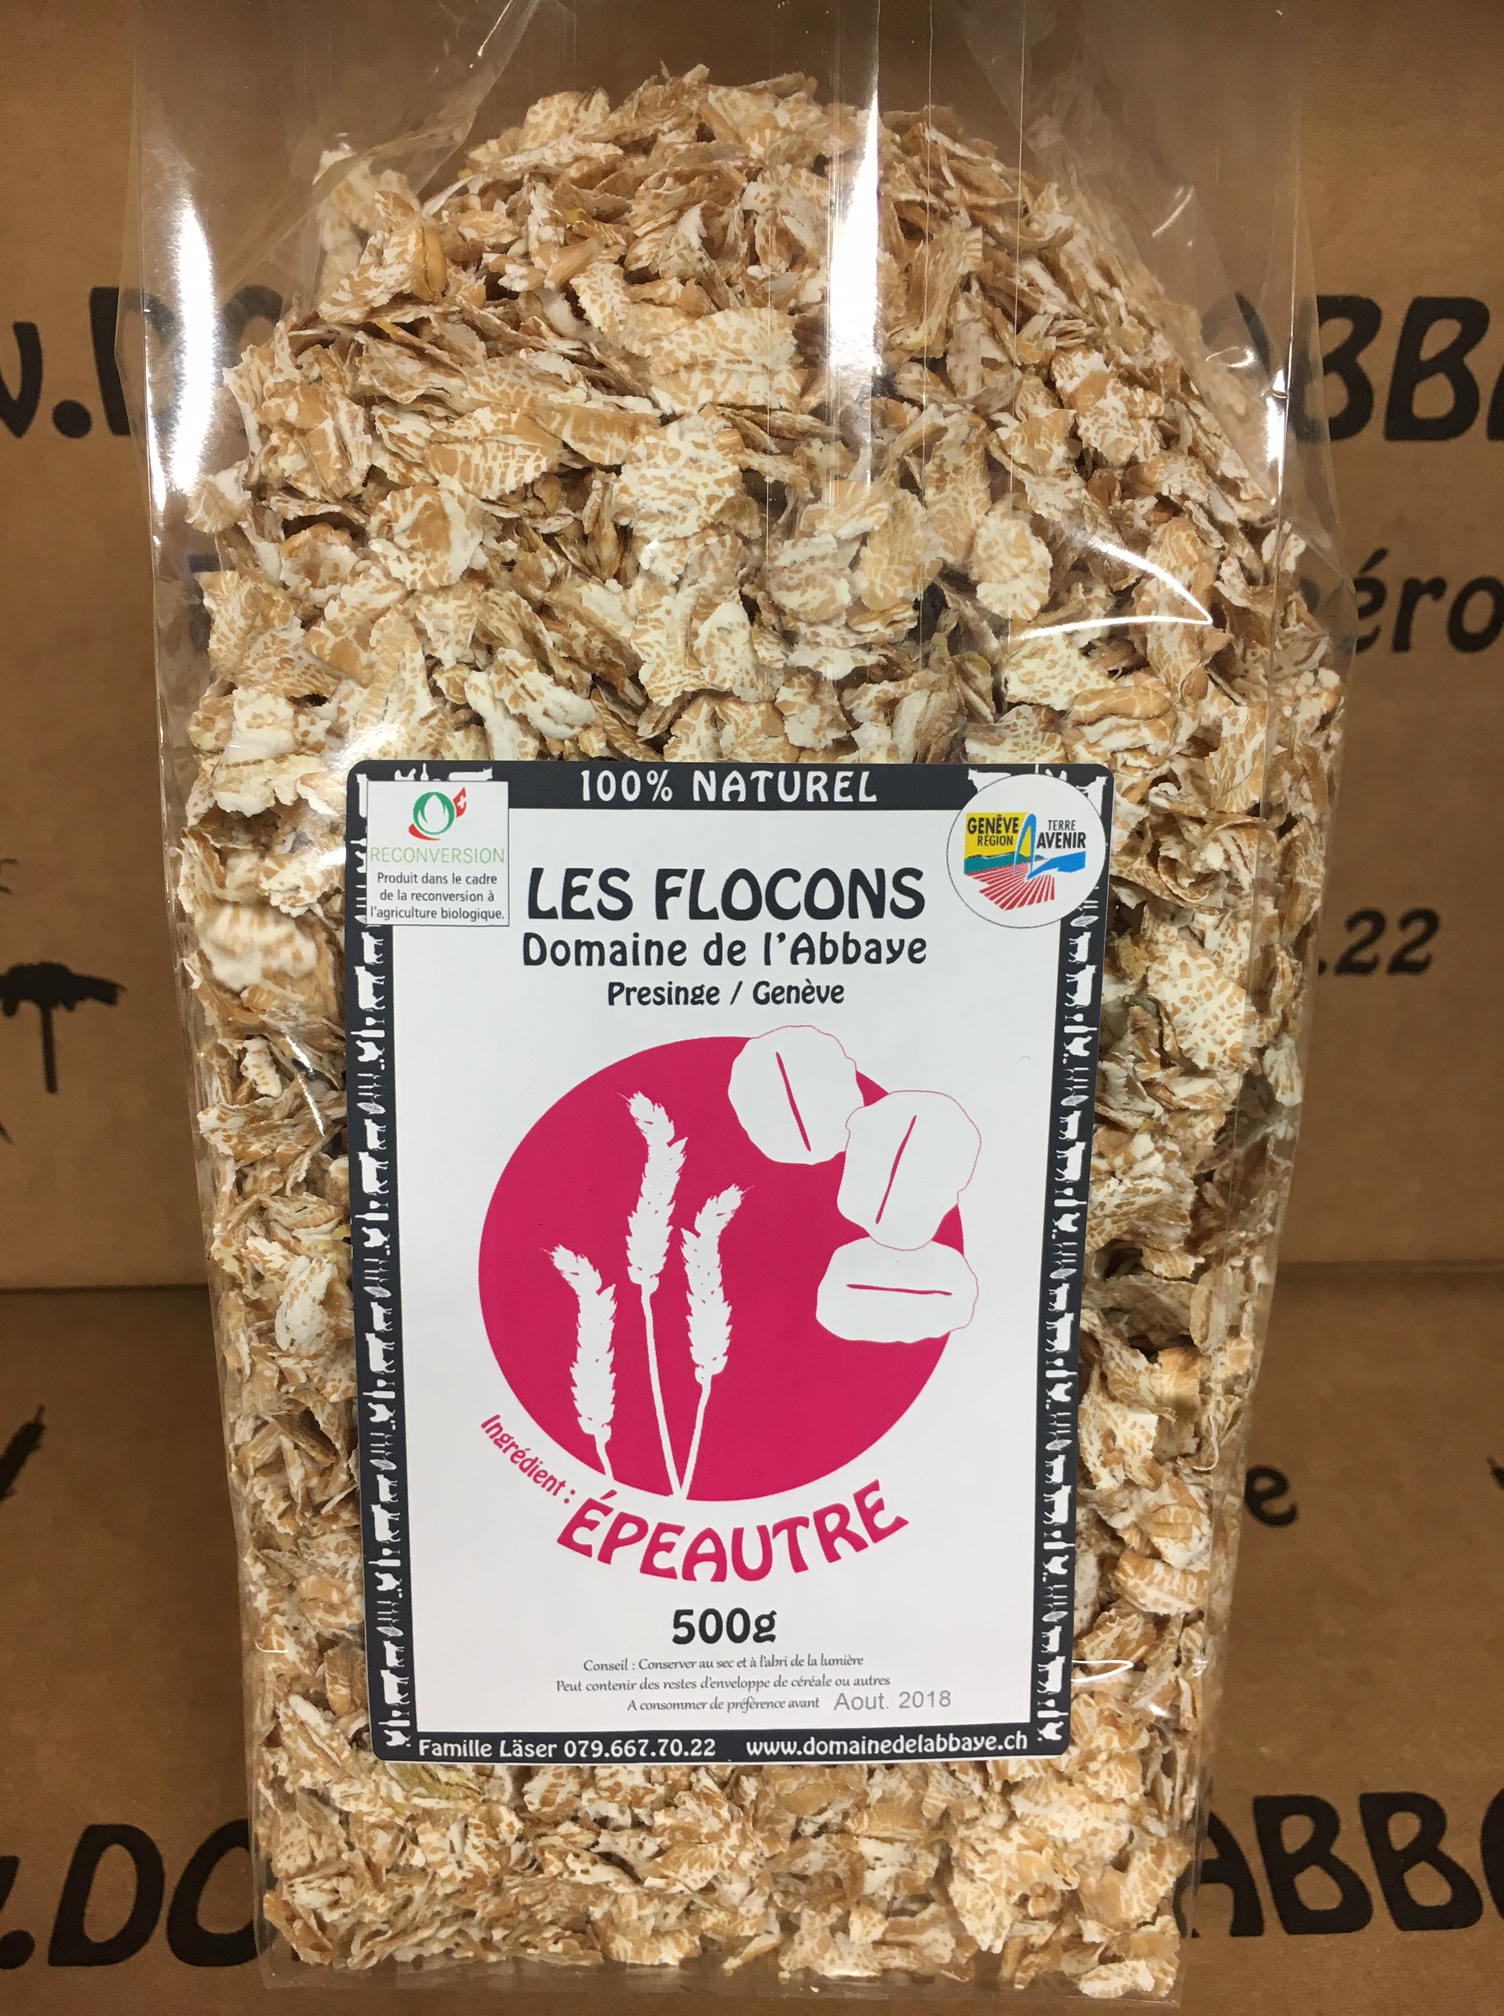 100% NATUREL
RECONVERSION
Produit dans le cadre
de la reconversion à
l'agriculture biologique.
GENÈVE
RÉGION
TERRE
AVENIR
LES FLOCONS
Domaine de l'Abbaye
Presinge / Genève
Ingrédient :
ÉPEAUTRE
500g
Conseil : Conserver au sec et à l'abri de la lumière
Peut contenir des restes d'enveloppe de céréale ou autres
A consommer de préférence avant Aout. 2018
Famille Läser 079.667.70.22 www.domainedelabbaye.ch
.22